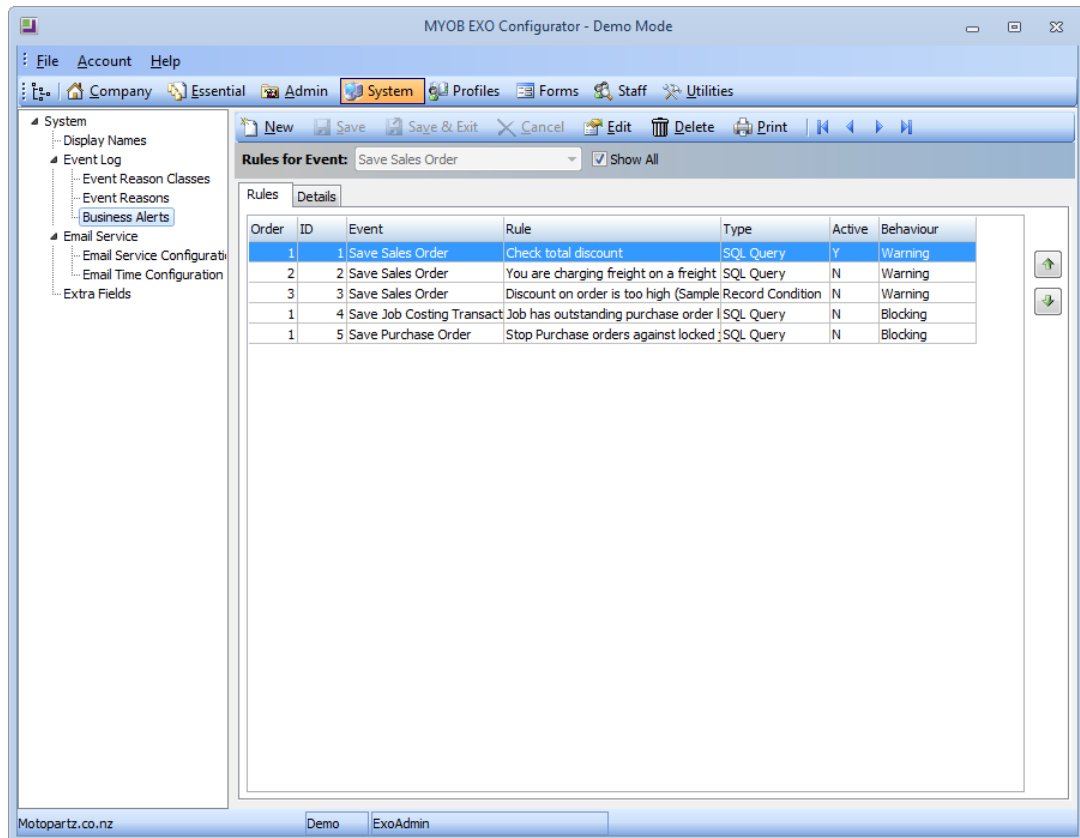 MYOB EXO Configurator - Demo Mode
File Account Help
Company Essential Admin System Profiles Forms Staff Utilities
System
Display Names
Event Log
Event Reason Classes
Event Reasons
Business Alerts
Email Service
Email Service Configurati
Email Time Configuration
Extra Fields
New Save Save & Exit Cancel Edit Delete Print
Rules for Event: Save Sales Order Show All
Rules Details
Order ID Event Rule Type Active Behaviour
1 1 Save Sales Order Check total discount SQL Query Y Warning
2 2 Save Sales Order You are charging freight on a freight SQL Query N Warning
3 3 Save Sales Order Discount on order is too high (Sample Record Condition N Warning
1 4 Save Job Costing Transact Job has outstanding purchase order SQL Query N Blocking
1 5 Save Purchase Order Stop Purchase orders against locked SQL Query N Blocking
Motopartz.co.nz Demo ExoAdmin